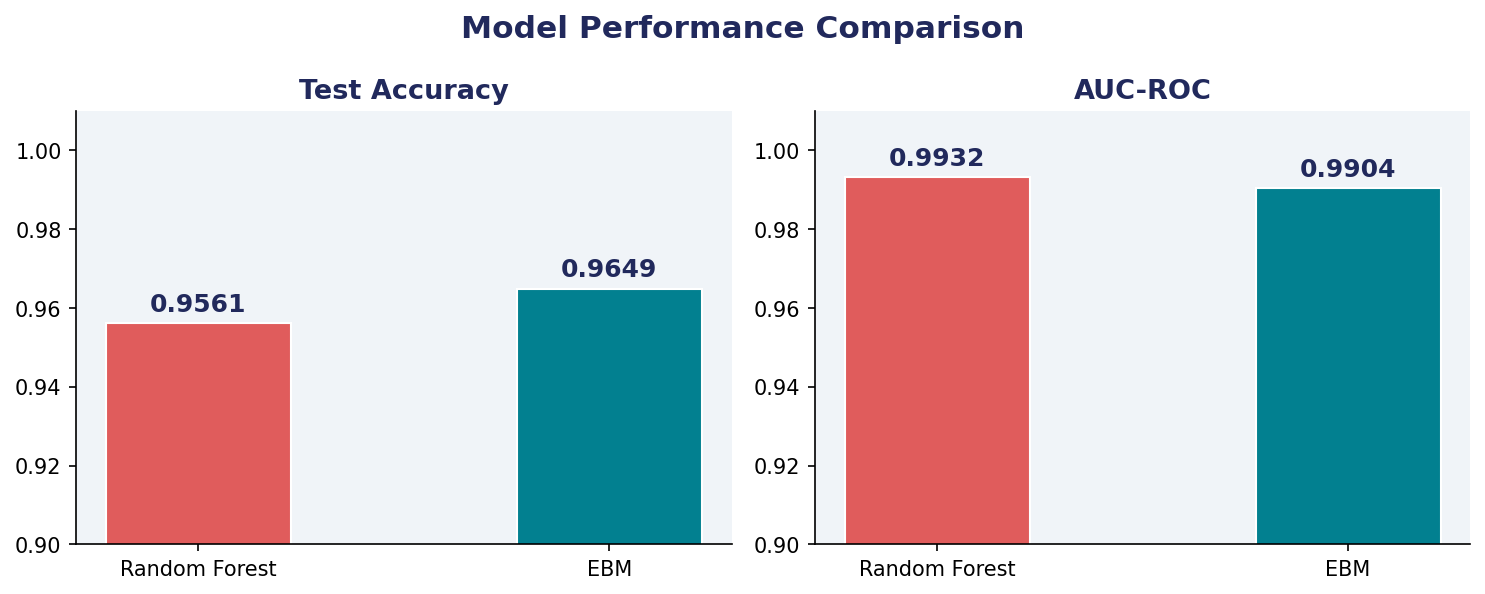 Model Performance Comparison
Test Accuracy
1.00
0.98
0.96
0.94
0.92
0.90
0.9561
0.9649
Random Forest
EBM
AUC-ROC
1.00
0.98
0.96
0.94
0.92
0.90
0.9932
0.9904
Random Forest
EBM